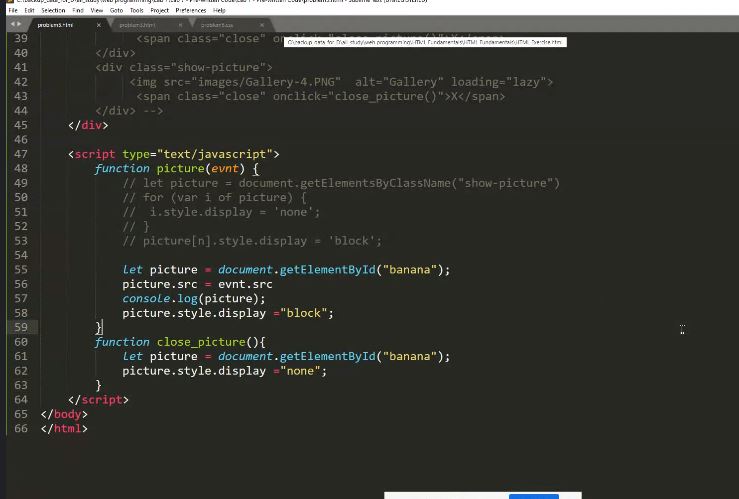 File Edit Selection Find View Goto Tools Project Preferences Help
problem5.html × problem3.html × problem5.css ×
39 <span class="close"
40 </div>
41 <div class="show-picture">
42 <img src="images/Gallery-4.PNG" alt="Gallery" loading="lazy">
43 <span class="close" onclick="close_picture()">X</span>
44 </div> -->
45 </div>
46
47 <script type="text/javascript">
48 function picture(evnt) {
49 // let picture = document.getElementsByClassName("show-picture")
50 // for (var i of picture) {
51 // i.style.display = 'none';
52 // }
53 // picture[n].style.display = 'block';
54
55 let picture = document.getElementById("banana");
56 picture.src = evnt.src
57 console.log(picture);
58 picture.style.display ="block";
59 }
60 function close_picture(){
61 let picture = document.getElementById("banana");
62 picture.style.display ="none";
63 }
64 </script>
65 </body>
66 </html>